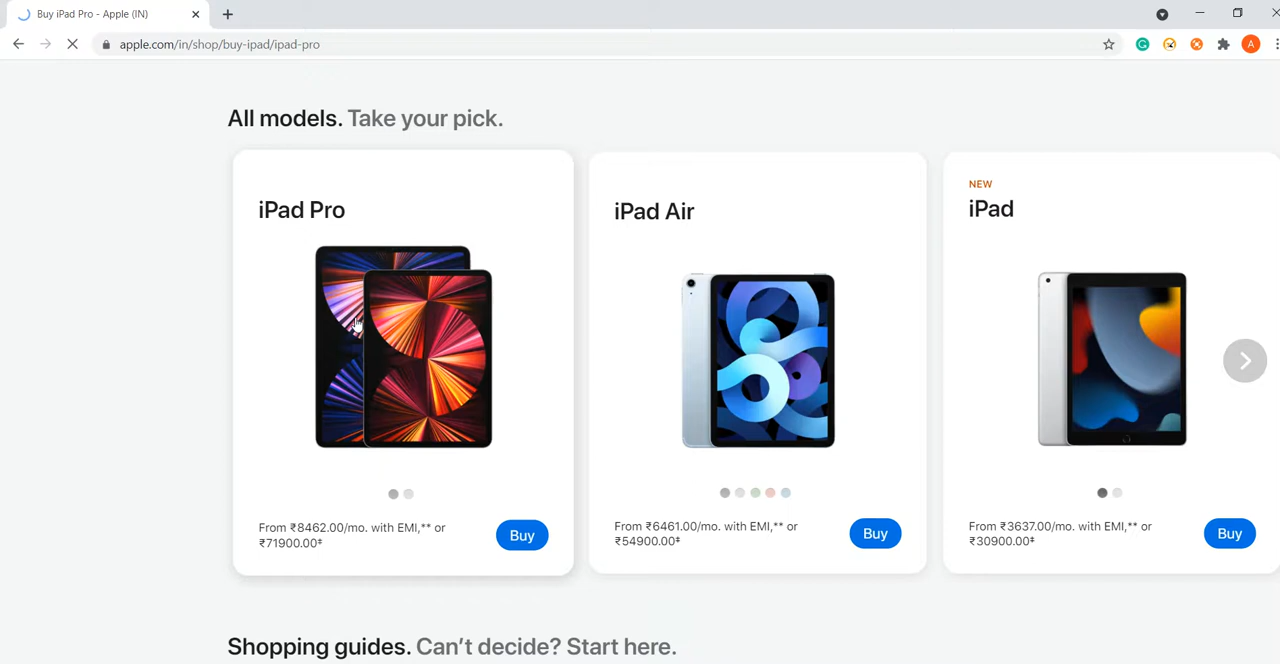 Buy iPad Pro - Apple (IN)
apple.com/in/shop/buy-ipad/ipad-pro
A
All models. Take your pick.
iPad Pro
From ₹8462.00/mo. with EMI,** or
₹71900.00‡
Buy
iPad Air
From ₹6461.00/mo. with EMI,** or
₹54900.00‡
Buy
NEW
iPad
From ₹3637.00/mo. with EMI,** or
₹30900.00‡
Buy
Shopping guides. Can’t decide? Start here.